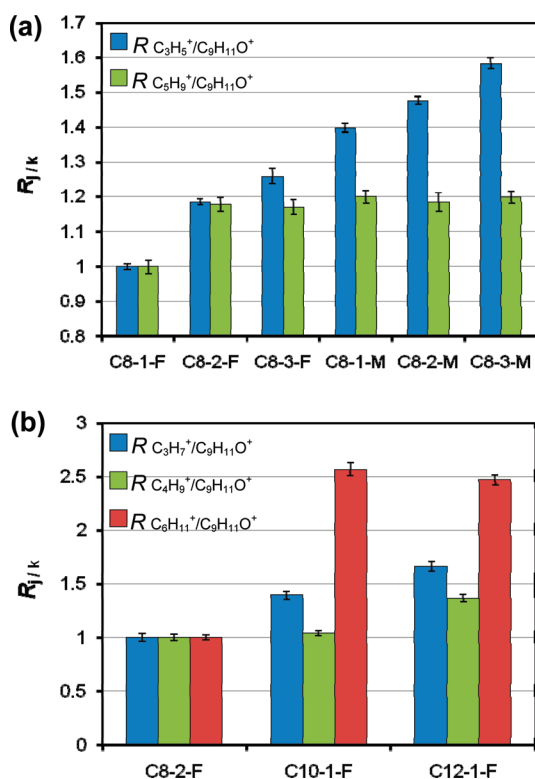 (a)
1.7
1.6
1.5
1.4
1.3
1.2
1.1
1
0.9
0.8
R j / k
R C₃H₅⁺/C₉H₁₁O⁺
R C₅H₉⁺/C₉H₁₁O⁺
C8-1-F C8-2-F C8-3-F C8-1-M C8-2-M C8-3-M
(b)
3
2.5
2
1.5
1
0.5
0
R j / k
R C₃H₇⁺/C₉H₁₁O⁺
R C₄H₉⁺/C₉H₁₁O⁺
R C₆H₁₁⁺/C₉H₁₁O⁺
C8-2-F C10-1-F C12-1-F